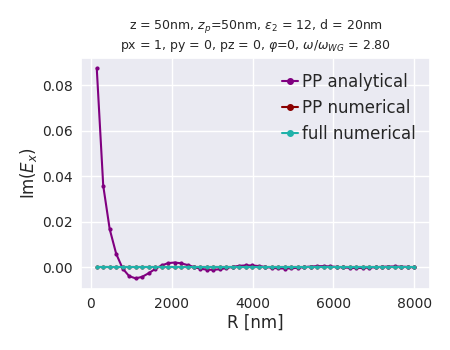 z = 50nm, z_p=50nm, ε_2 = 12, d = 20nm
px = 1, py = 0, pz = 0, φ=0, ω/ω_WG = 2.80
PP analytical
PP numerical
full numerical
Im(E_x)
0.08
0.06
0.04
0.02
0.00
0 2000 4000 6000 8000
R [nm]